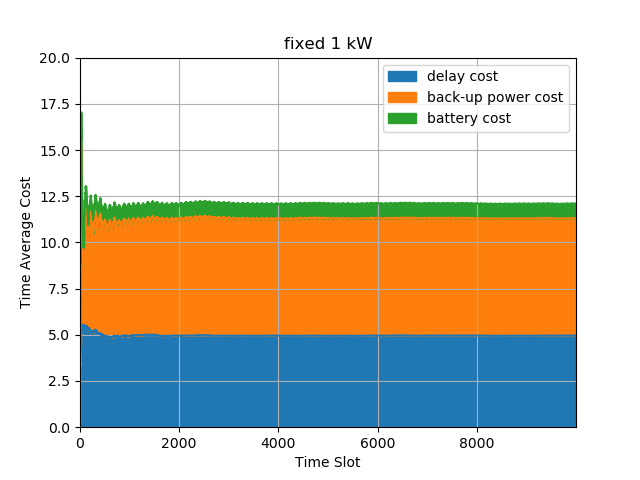 fixed 1 kW
20.0
17.5
15.0
12.5
10.0
7.5
5.0
2.5
0.0
Time Average Cost
delay cost
back-up power cost
battery cost
0 2000 4000 6000 8000
Time Slot